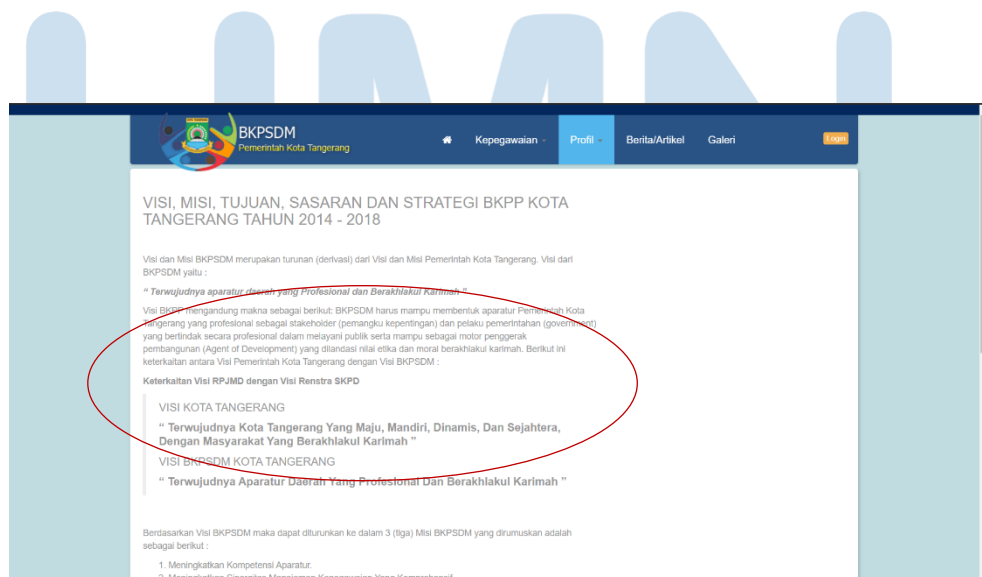 UMN
BKPSDM
Pemerintah Kota Tangerang
Kepegawaian
Profil
Berita/Artikel
Galeri
Login
VISI, MISI, TUJUAN, SASARAN DAN STRATEGI BKPP KOTA
TANGERANG TAHUN 2014 - 2018
Visi dan Misi BKPSDM merupakan turunan (derivasi) dari Visi dan Misi Pemerintah Kota Tangerang. Visi dari
BKPSDM yaitu :
“ Terwujudnya aparatur daerah yang Profesional dan Berakhlakul Karimah ”
Visi BKPP mengandung makna sebagai berikut: BKPSDM harus mampu membentuk aparatur Pemerintah Kota
Tangerang yang profesional sebagai stakeholder (pemangku kepentingan) dan pelaku pemerintahan (government)
yang bertindak secara profesional dalam melayani publik serta mampu sebagai motor penggerak
pembangunan (Agent of Development) yang dilandasi nilai etika dan moral berakhlakul karimah. Berikut ini
keterkaitan antara Visi Pemerintah Kota Tangerang dengan Visi BKPSDM :
Keterkaitan Visi RPJMD dengan Visi Renstra SKPD
VISI KOTA TANGERANG
“ Terwujudnya Kota Tangerang Yang Maju, Mandiri, Dinamis, Dan Sejahtera,
Dengan Masyarakat Yang Berakhlakul Karimah ”
VISI BKPSDM KOTA TANGERANG
“ Terwujudnya Aparatur Daerah Yang Profesional Dan Berakhlakul Karimah ”
Berdasarkan Visi BKPSDM maka dapat diturunkan ke dalam 3 (tiga) Misi BKPSDM yang dirumuskan adalah
sebagai berikut :
1. Meningkatkan Kompetensi Aparatur.